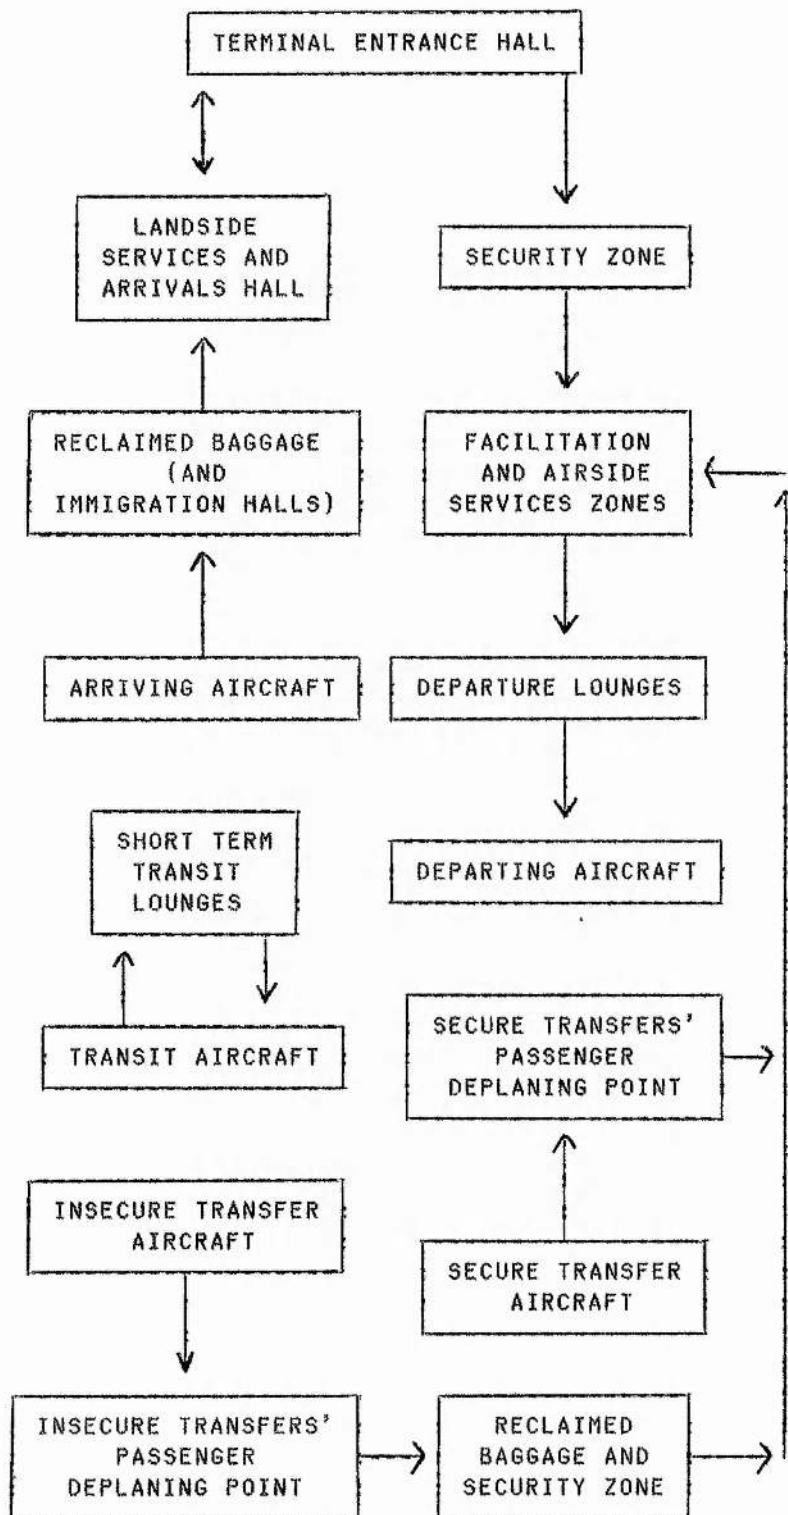 TERMINAL ENTRANCE HALL
LANDSIDE
SERVICES AND
ARRIVALS HALL
SECURITY ZONE
RECLAIMED BAGGAGE
(AND
IMMIGRATION HALLS)
FACILITATION
AND AIRSIDE
SERVICES ZONES
ARRIVING AIRCRAFT
DEPARTURE LOUNGES
SHORT TERM
TRANSIT
LOUNGES
DEPARTING AIRCRAFT
TRANSIT AIRCRAFT
SECURE TRANSFERS'
PASSENGER
DEPLANING POINT
INSECURE TRANSFER
AIRCRAFT
SECURE TRANSFER
AIRCRAFT
INSECURE TRANSFERS'
PASSENGER
DEPLANING POINT
RECLAIMED
BAGGAGE AND
SECURITY ZONE